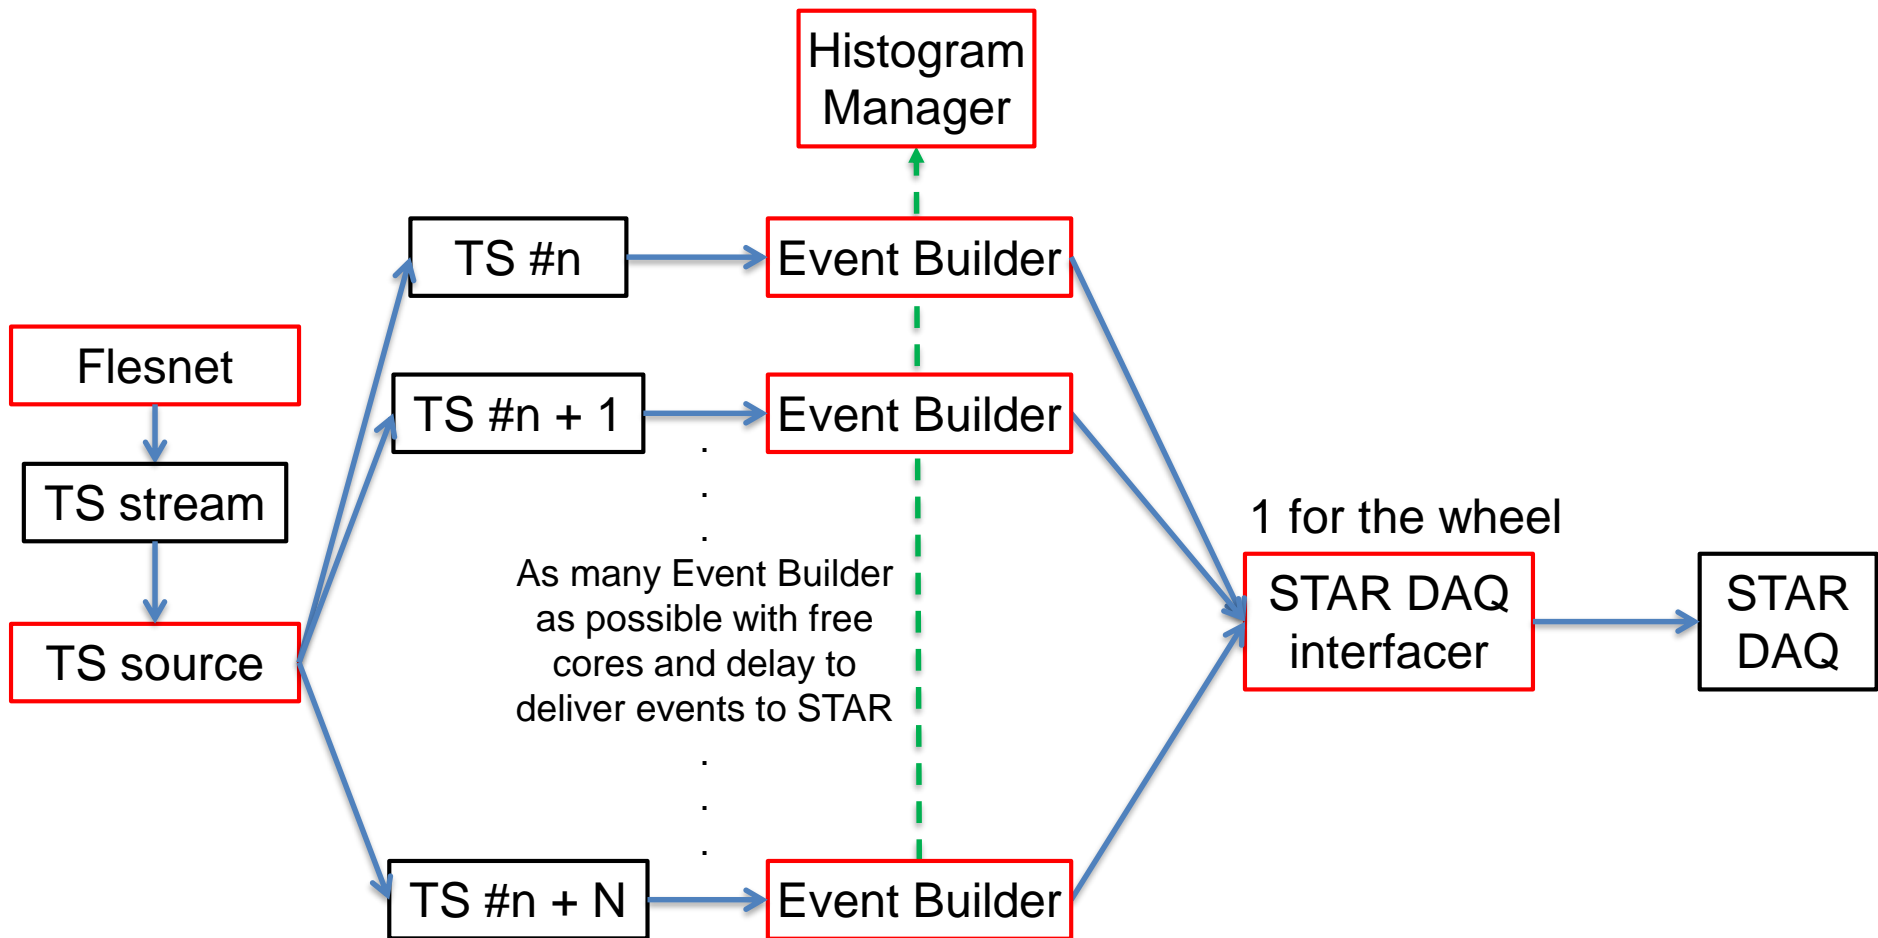 Histogram
Manager
TS #n
Event Builder
Flesnet
TS #n + 1
Event Builder
.
.
.
TS stream
1 for the wheel
As many Event Builder
as possible with free
cores and delay to
deliver events to STAR
STAR DAQ
interfacer
STAR
DAQ
TS source
.
.
.
TS #n + N
Event Builder